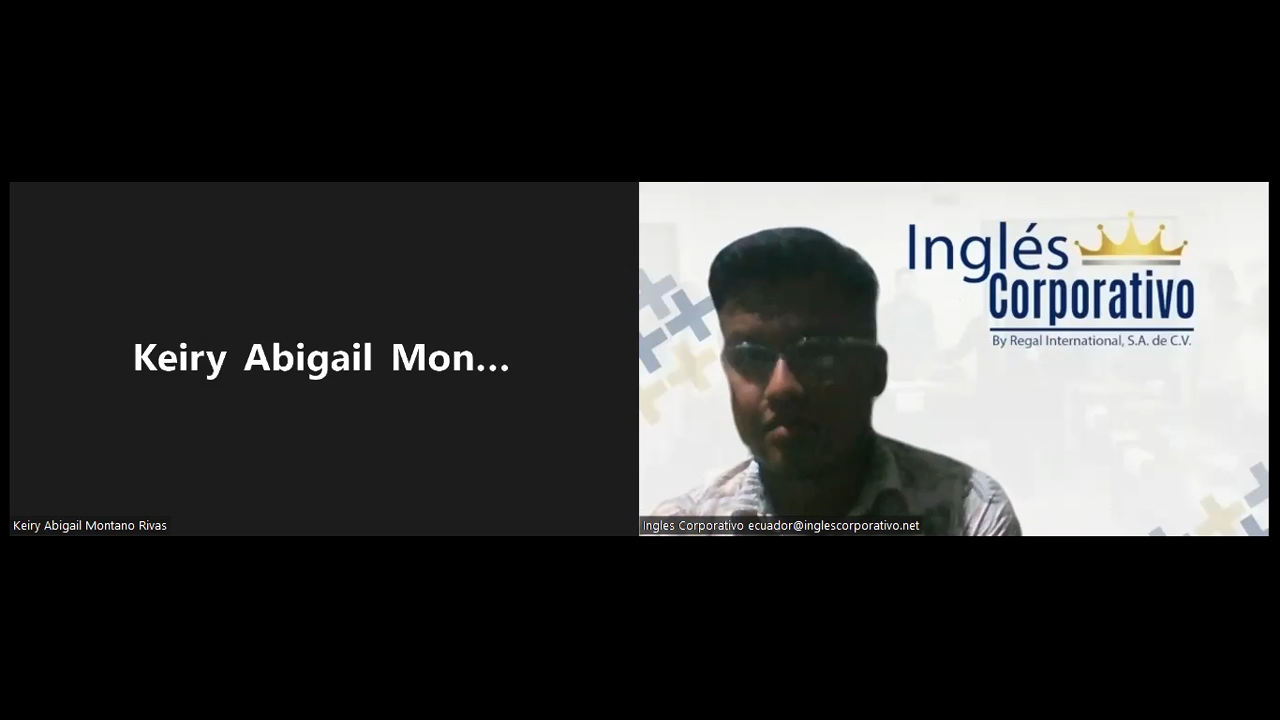 Keiry Abigail Mon...
Keiry Abigail Montano Rivas
Inglés
Corporativo
By Regal International, S.A. de C.V.
Ingles Corporativo ecuador@inglescorporativo.net